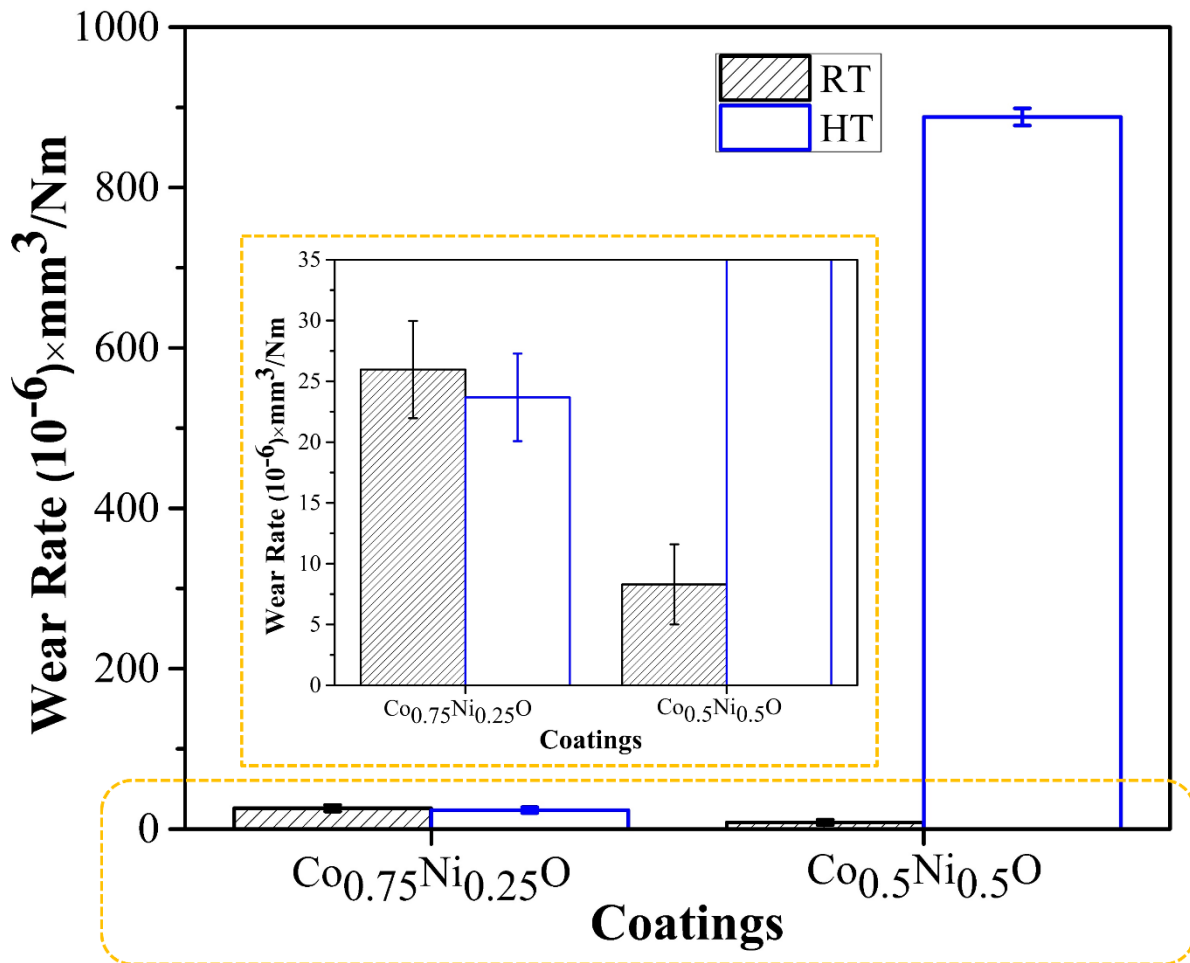 Wear Rate (10⁻⁶)×mm³/Nm
1000
800
600
400
200
0
RT
HT
Wear Rate (10⁻⁶)×mm³/Nm
35
30
25
20
15
10
5
0
Co₀.₇₅Ni₀.₂₅O Co₀.₅Ni₀.₅O
Coatings
Co₀.₇₅Ni₀.₂₅O Co₀.₅Ni₀.₅O
Coatings